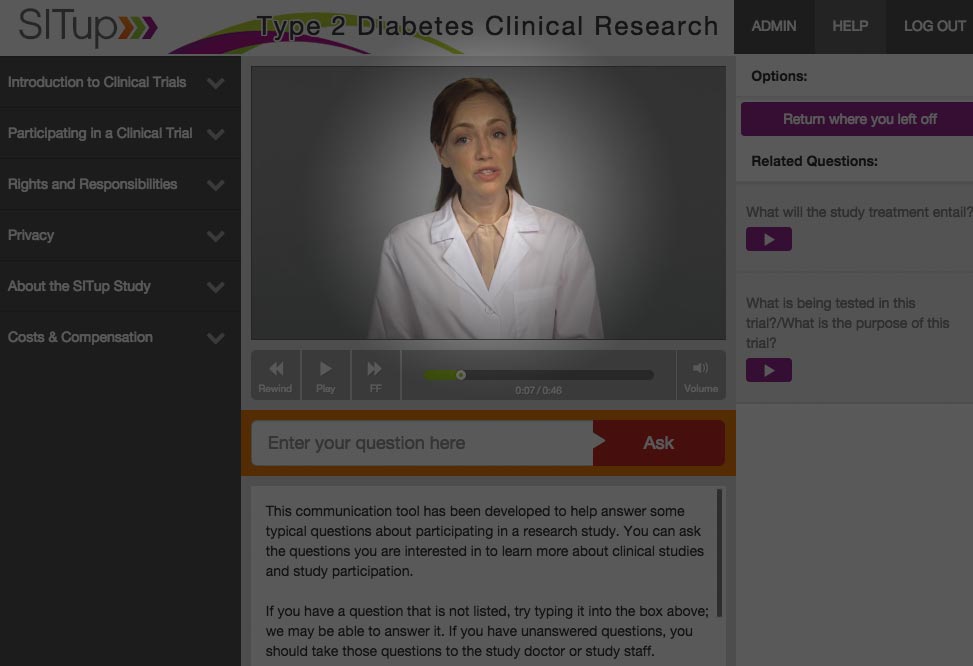 SITup
Type 2 Diabetes Clinical Research
ADMIN
HELP
LOG OUT
Introduction to Clinical Trials
Participating in a Clinical Trial
Rights and Responsibilities
Privacy
About the SITup Study
Costs & Compensation
Rewind
Play
FF
0:07 / 0:46
Volume
Enter your question here
Ask
This communication tool has been developed to help answer some
typical questions about participating in a research study. You can ask
the questions you are interested in to learn more about clinical studies
and study participation.
If you have a question that is not listed, try typing it into the box above;
we may be able to answer it. If you have unanswered questions, you
should take those questions to the study doctor or study staff.
Options:
Return where you left off
Related Questions:
What will the study treatment entail?
What is being tested in this
trial?/What is the purpose of this
trial?